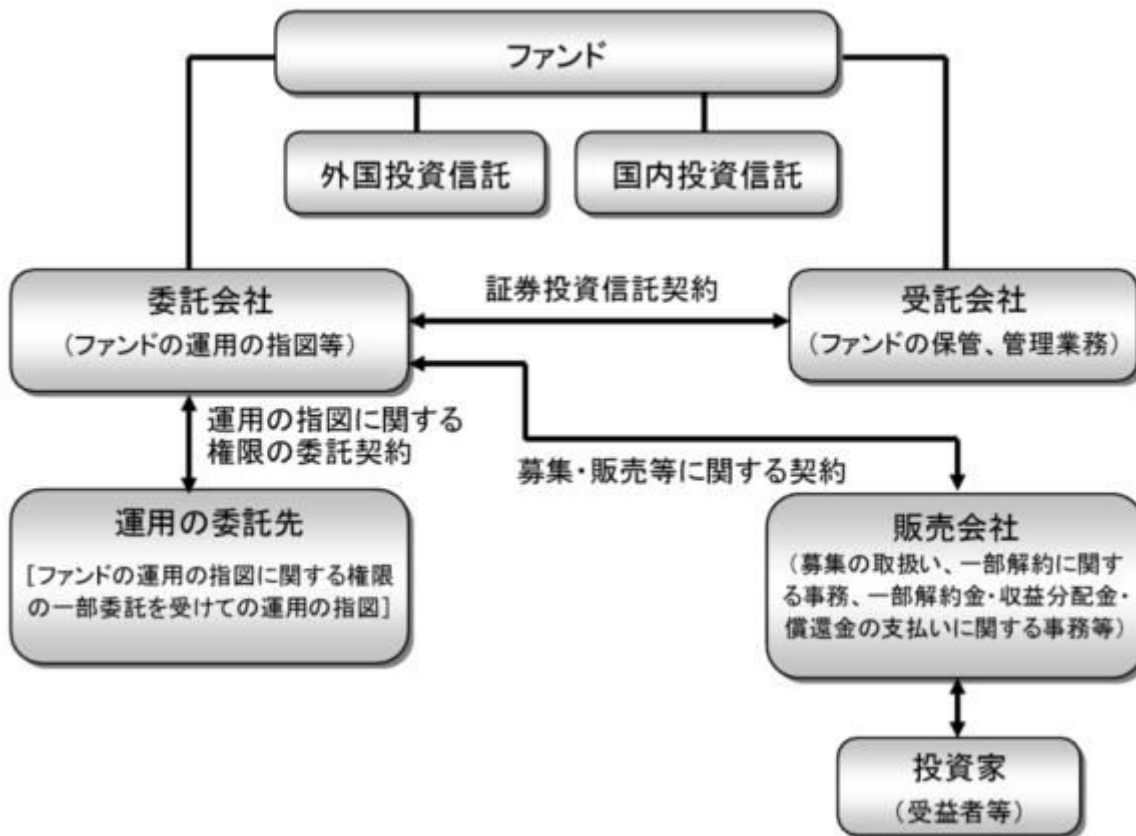 ファンド
外国投資信託
国内投資信託
委託会社
（ファンドの運用の指図等）
証券投資信託契約
受託会社
（ファンドの保管、管理業務）
運用の指図に関する
権限の委託契約
募集・販売等に関する契約
運用の委託先
［ファンドの運用の指図に関する権限
の一部委託を受けての運用の指図］
販売会社
（募集の取扱い、一部解約に関す
る事務、一部解約金・収益分配金・
償還金の支払いに関する事務等）
投資家
（受益者等）